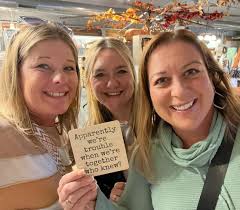 Apparently
we're
trouble
when we're
together
who knew?